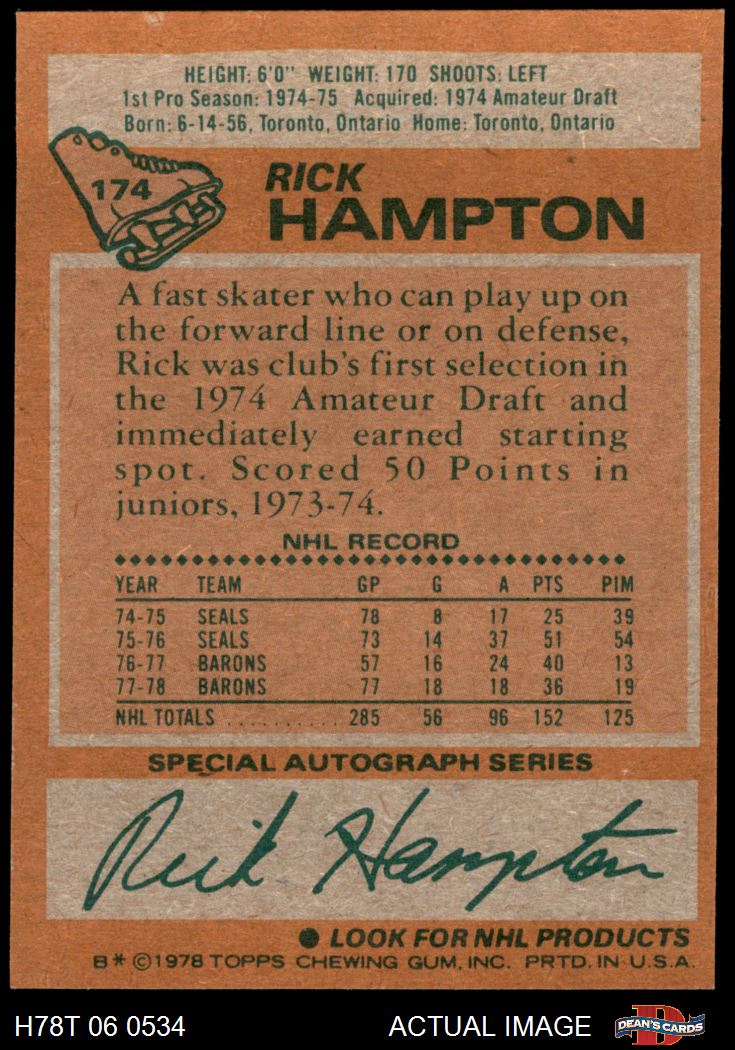 HEIGHT: 6'0" WEIGHT: 170 SHOOTS: LEFT
1st Pro Season: 1974-75 Acquired: 1974 Amateur Draft
Born: 6-14-56, Toronto, Ontario Home: Toronto, Ontario
174
RICK
HAMPTON
A fast skater who can play up on
the forward line or on defense,
Rick was club's first selection in
the 1974 Amateur Draft and
immediately earned starting
spot. Scored 50 Points in
juniors, 1973-74.
NHL RECORD
YEAR TEAM GP G A PTS PIM
74-75 SEALS 78 8 17 25 39
75-76 SEALS 73 14 37 51 54
76-77 BARONS 57 16 24 40 13
77-78 BARONS 77 18 18 36 19
NHL TOTALS .......... 285 56 96 152 125
SPECIAL AUTOGRAPH SERIES
Rick Hampton
● LOOK FOR NHL PRODUCTS
B* ©1978 TOPPS CHEWING GUM, INC. PRTD. IN U.S.A.
H78T 06 0534 ACTUAL IMAGE D DEAN'S CARDS